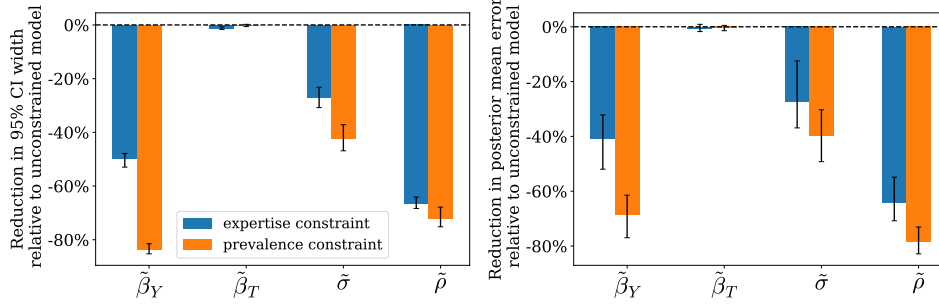 Reduction in 95% CI width
relative to unconstrained model
0%
-20%
-40%
-60%
-80%
expertise constraint
prevalence constraint
β̃_Y
β̃_T
σ̃
ρ̃
Reduction in posterior mean error
relative to unconstrained model
0%
-20%
-40%
-60%
-80%
β̃_Y
β̃_T
σ̃
ρ̃